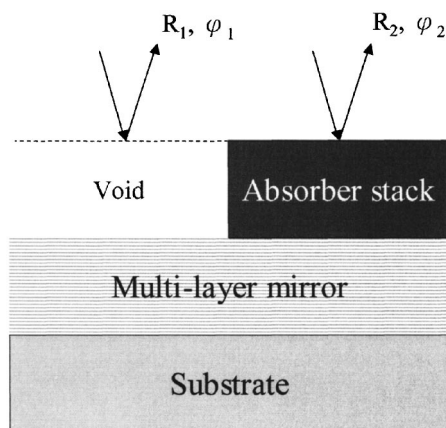 R₁, φ₁ R₂, φ₂
Void Absorber stack
Multi-layer mirror
Substrate